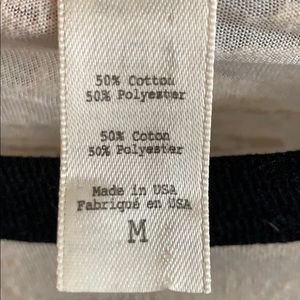 50% Cotton
50% Polyester
50% Coton
50% Polyester
Made in USA
Fabriqué en USA
M